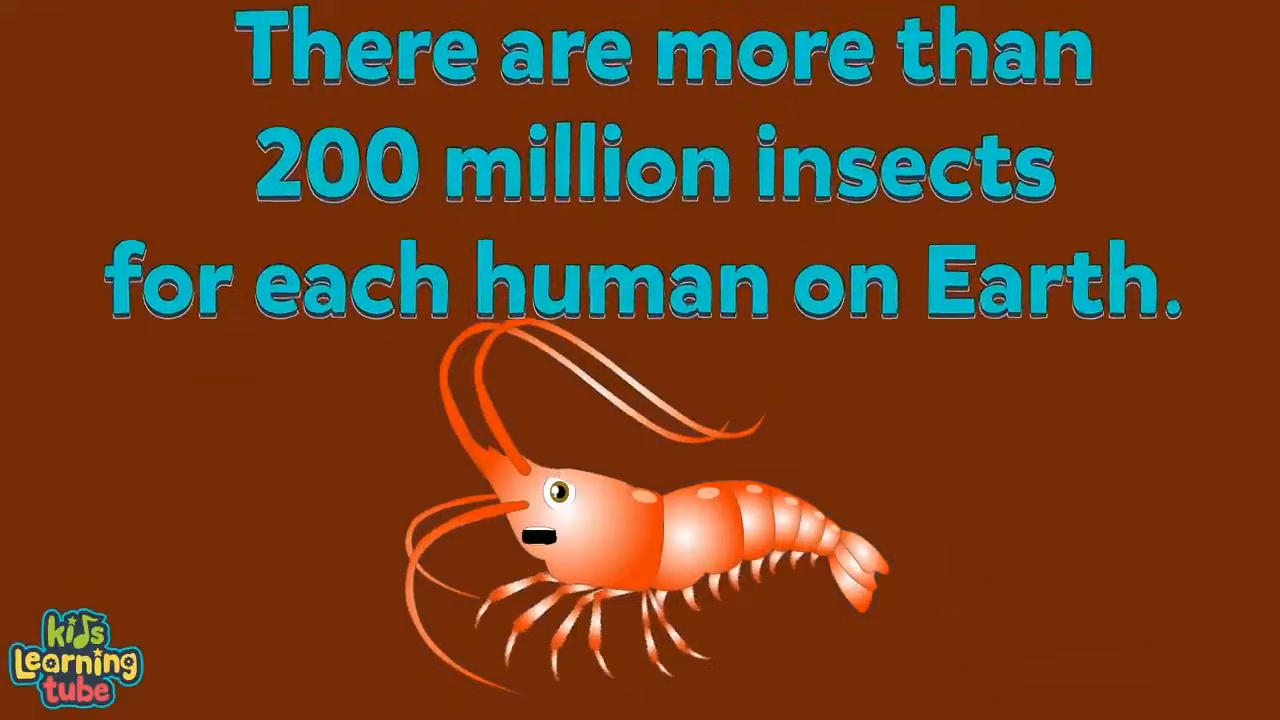 There are more than
200 million insects
for each human on Earth.
kids
Learning
tube